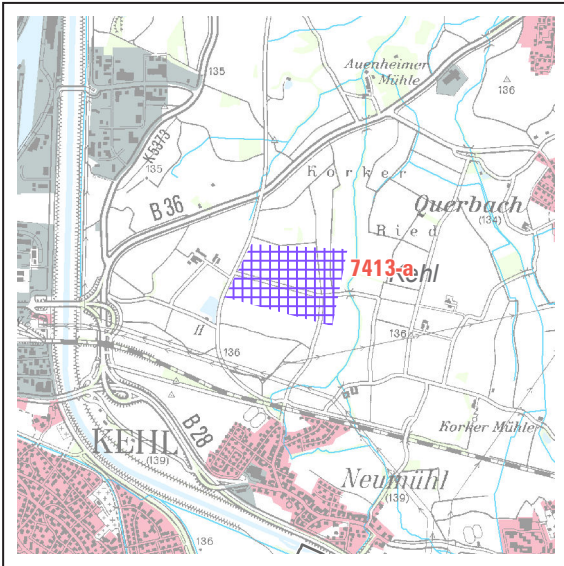 135
Auenheimer
Mühle
136
K5373
135
Korker
B 36
Querbach
(134)
Ried
7413-a
Kehl
H
136
136
B 28
KEHL
(139)
Korker Mühle
Neumühl
(139)
136